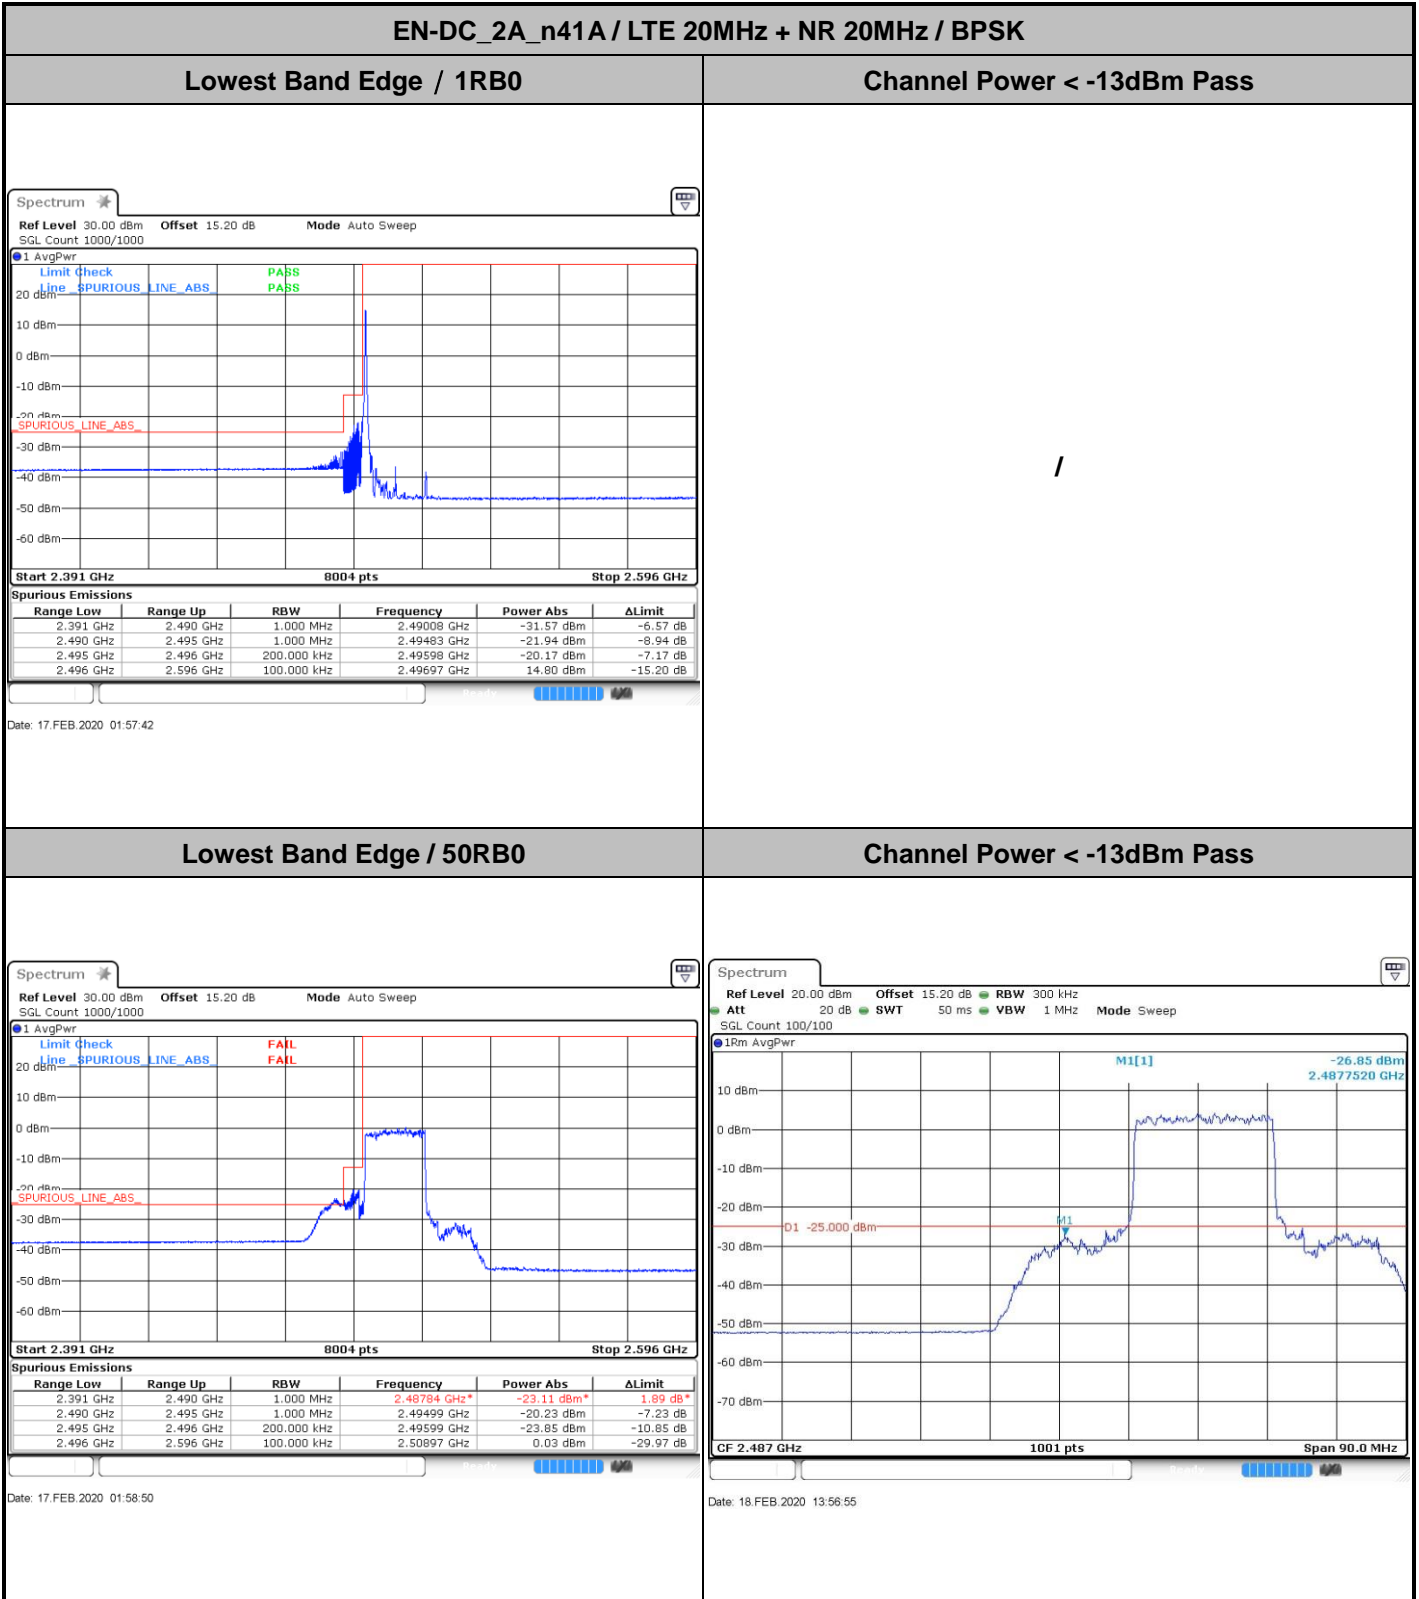 EN-DC_2A_n41A / LTE 20MHz + NR 20MHz / BPSK
Lowest Band Edge / 1RB0
Channel Power < -13dBm Pass
Spectrum
Ref Level 30.00 dBm Offset 15.20 dB Mode Auto Sweep
SGL Count 1000/1000
1 AvgPwr
Limit Check PASS
Line _SPURIOUS_LINE_ABS_ PASS
20 dBm
10 dBm
0 dBm
-10 dBm
-20 dBm
_SPURIOUS_LINE_ABS_
-30 dBm
-40 dBm
-50 dBm
-60 dBm
Start 2.391 GHz 8004 pts Stop 2.596 GHz
Spurious Emissions
Range Low Range Up RBW Frequency Power Abs ΔLimit
2.391 GHz 2.490 GHz 1.000 MHz 2.49008 GHz -31.57 dBm -6.57 dB
2.490 GHz 2.495 GHz 1.000 MHz 2.49483 GHz -21.94 dBm -8.94 dB
2.495 GHz 2.496 GHz 200.000 kHz 2.49598 GHz -20.17 dBm -7.17 dB
2.496 GHz 2.596 GHz 100.000 kHz 2.49697 GHz 14.80 dBm -15.20 dB
Ready
Date: 17.FEB.2020 01:57:42
/
Lowest Band Edge / 50RB0
Channel Power < -13dBm Pass
Spectrum
Ref Level 30.00 dBm Offset 15.20 dB Mode Auto Sweep
SGL Count 1000/1000
1 AvgPwr
Limit Check FAIL
Line _SPURIOUS_LINE_ABS_ FAIL
20 dBm
10 dBm
0 dBm
-10 dBm
-20 dBm
_SPURIOUS_LINE_ABS_
-30 dBm
-40 dBm
-50 dBm
-60 dBm
Start 2.391 GHz 8004 pts Stop 2.596 GHz
Spurious Emissions
Range Low Range Up RBW Frequency Power Abs ΔLimit
2.391 GHz 2.490 GHz 1.000 MHz 2.48784 GHz* -23.11 dBm* 1.89 dB*
2.490 GHz 2.495 GHz 1.000 MHz 2.49499 GHz -20.23 dBm -7.23 dB
2.495 GHz 2.496 GHz 200.000 kHz 2.49599 GHz -23.85 dBm -10.85 dB
2.496 GHz 2.596 GHz 100.000 kHz 2.50897 GHz 0.03 dBm -29.97 dB
Ready
Date: 17.FEB.2020 01:58:50
Spectrum
Ref Level 20.00 dBm Offset 15.20 dB RBW 300 kHz
Att 20 dB SWT 50 ms VBW 1 MHz Mode Sweep
SGL Count 100/100
1Rm AvgPwr
M1[1] -26.85 dBm
2.4877520 GHz
10 dBm
0 dBm
-10 dBm
-20 dBm
M1
D1 -25.000 dBm
-30 dBm
-40 dBm
-50 dBm
-60 dBm
-70 dBm
CF 2.487 GHz 1001 pts Span 90.0 MHz
Ready
Date: 18.FEB.2020 13:56:55